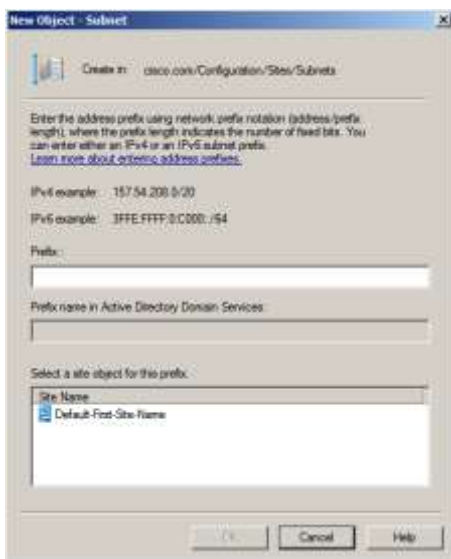 New Object - Subnet
Create in: cisco.com/Configuration/Sites/Subnets
Enter the address prefix using network prefix notation (address/prefix
length), where the prefix length indicates the number of fixed bits. You
can enter either an IPv4 or an IPv6 subnet prefix.
Learn more about entering address prefixes.
IPv4 example: 157.54.208.0/20
IPv6 example: 3FFE:FFFF:0:C000::/64
Prefix:
Prefix name in Active Directory Domain Services:
Select a site object for this prefix.
Site Name
Default-First-Site-Name
OK
Cancel
Help